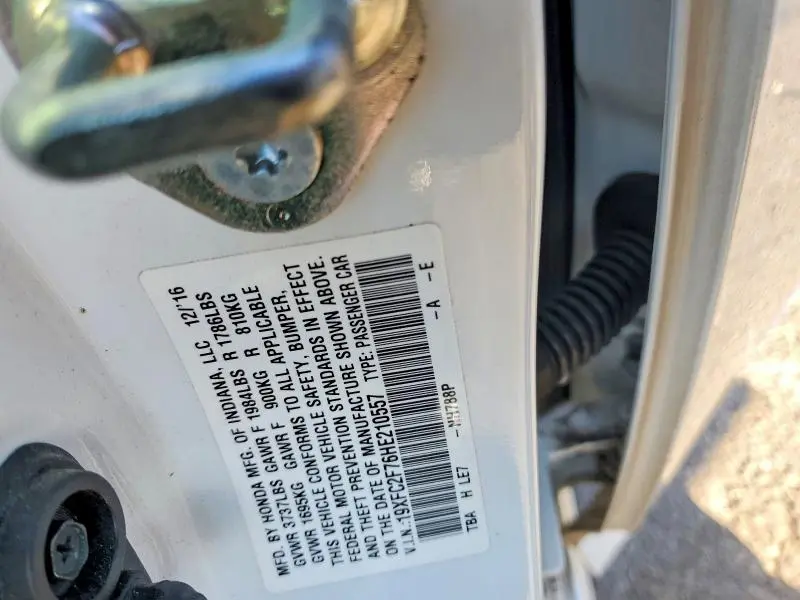 MFD. BY HONDA MFG. OF INDIANA, LLC 12/16
GVWR 3737LBS GAWR F 1984LBS R 1786LBS
GVWR 1695KG GAWR F 900KG R 810KG
THIS VEHICLE CONFORMS TO ALL APPLICABLE
FEDERAL MOTOR VEHICLE SAFETY, BUMPER,
AND THEFT PREVENTION STANDARDS IN EFFECT
ON THE DATE OF MANUFACTURE SHOWN ABOVE.
V.I.N.:19XFC2F76HE210557 TYPE: PASSENGER CAR
TBA H LE7 -NH788P -A -E